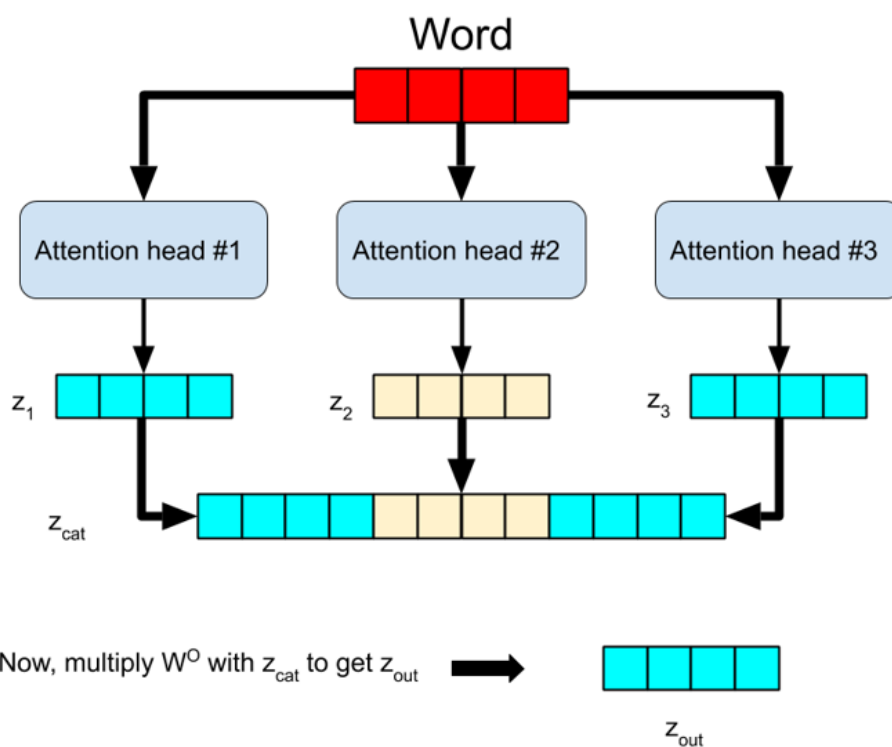 Word
Attention head #1
Attention head #2
Attention head #3
z1
z2
z3
zcat
Now, multiply W^O with zcat to get zout
zout